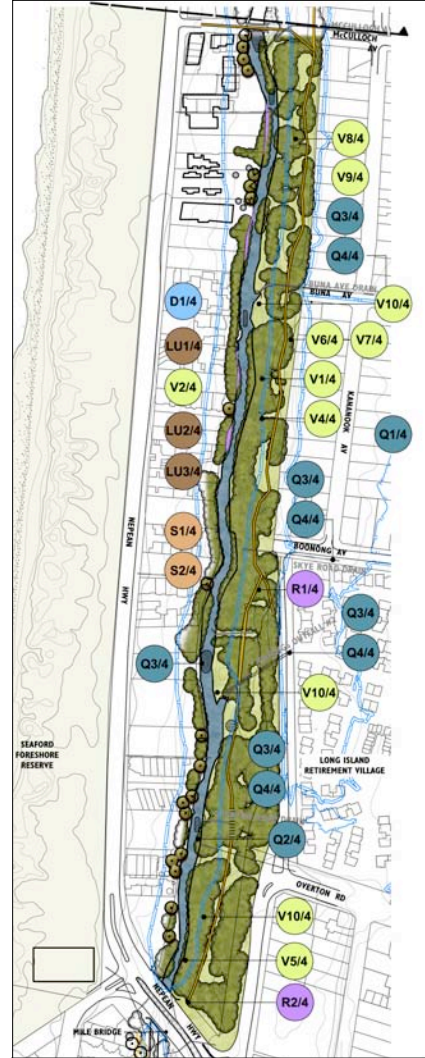 McCULLOCH
McCULLOCH
AV
V8/4
V9/4
Q3/4
Q4/4
BUNA AVE DRAIN
BUNA AV
D1/4
V10/4
LU1/4
V6/4
V7/4
V2/4
V1/4
KANANOOK AV
LU2/4
V4/4
Q1/4
LU3/4
Q3/4
NEPEAN
HWY
S1/4
Q4/4
BOONONG AV
S2/4
SKYE ROAD DRAIN
R1/4
Q3/4
Q3/4
Q4/4
V10/4
SEAFORD
FORESHORE
RESERVE
Q3/4
LONG ISLAND
RETIREMENT VILLAGE
Q4/4
Q2/4
OVERTON RD
V10/4
V5/4
NEPEAN
HWY
R2/4
MILE BRIDGE